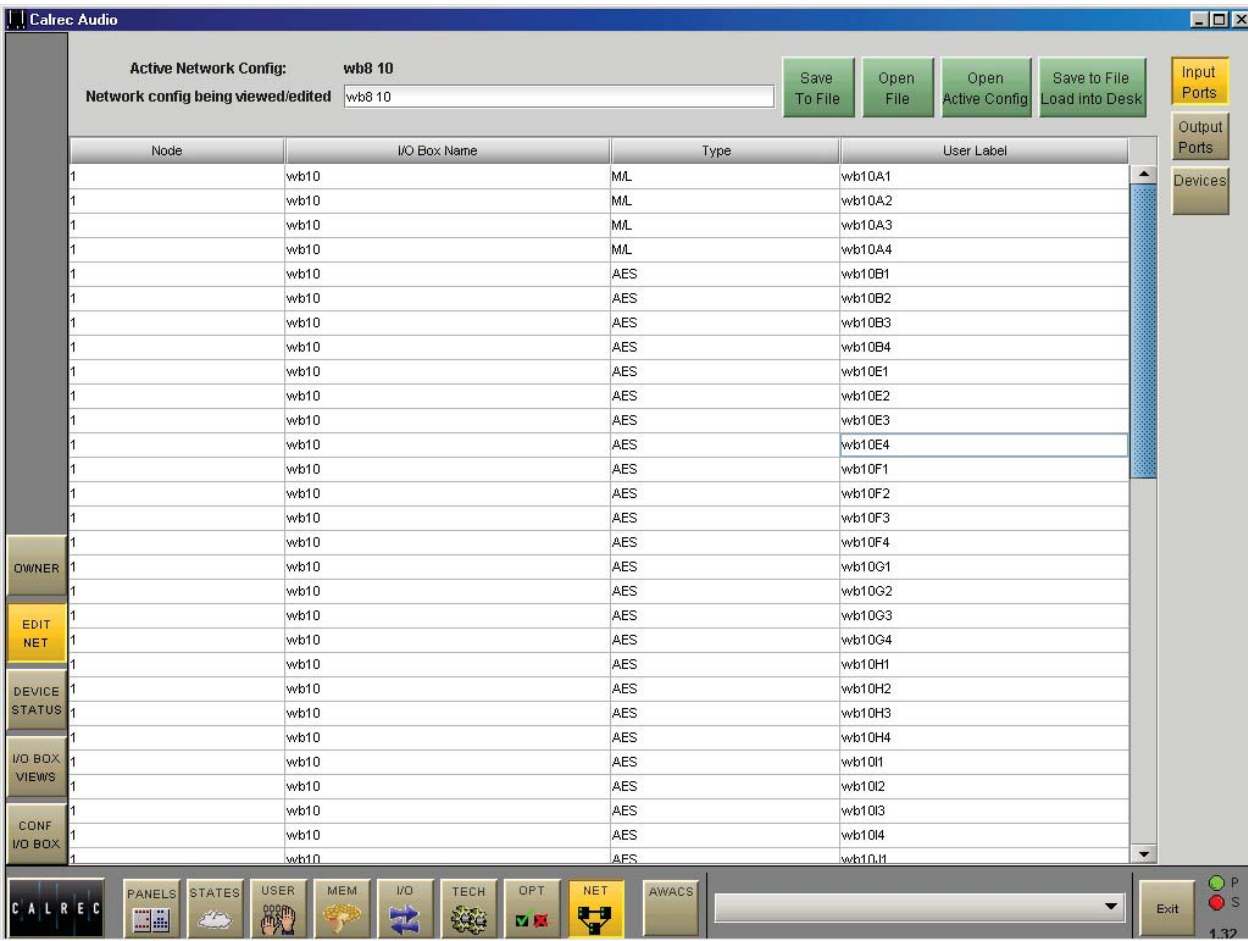 Calrec Audio
Active Network Config: wb8 10
Network config being viewed/edited wb8 10
Save To File
Open File
Open Active Config
Save to File Load into Desk
Input Ports
Output Ports
Devices
Node I/O Box Name Type User Label
1 wb10 M/L wb10A1
1 wb10 M/L wb10A2
1 wb10 M/L wb10A3
1 wb10 M/L wb10A4
1 wb10 AES wb10B1
1 wb10 AES wb10B2
1 wb10 AES wb10B3
1 wb10 AES wb10B4
1 wb10 AES wb10E1
1 wb10 AES wb10E2
1 wb10 AES wb10E3
1 wb10 AES wb10E4
1 wb10 AES wb10F1
1 wb10 AES wb10F2
1 wb10 AES wb10F3
1 wb10 AES wb10F4
1 wb10 AES wb10G1
1 wb10 AES wb10G2
1 wb10 AES wb10G3
1 wb10 AES wb10G4
1 wb10 AES wb10H1
1 wb10 AES wb10H2
1 wb10 AES wb10H3
1 wb10 AES wb10H4
1 wb10 AES wb10I1
1 wb10 AES wb10I2
1 wb10 AES wb10I3
1 wb10 AES wb10I4
1 wb10 AES wb10J1
OWNER
EDIT NET
DEVICE STATUS
I/O BOX VIEWS
CONF I/O BOX
CALREC
PANELS
STATES
USER
MEM
I/O
TECH
OPT
NET
AWACS
Exit
P
S
1.32